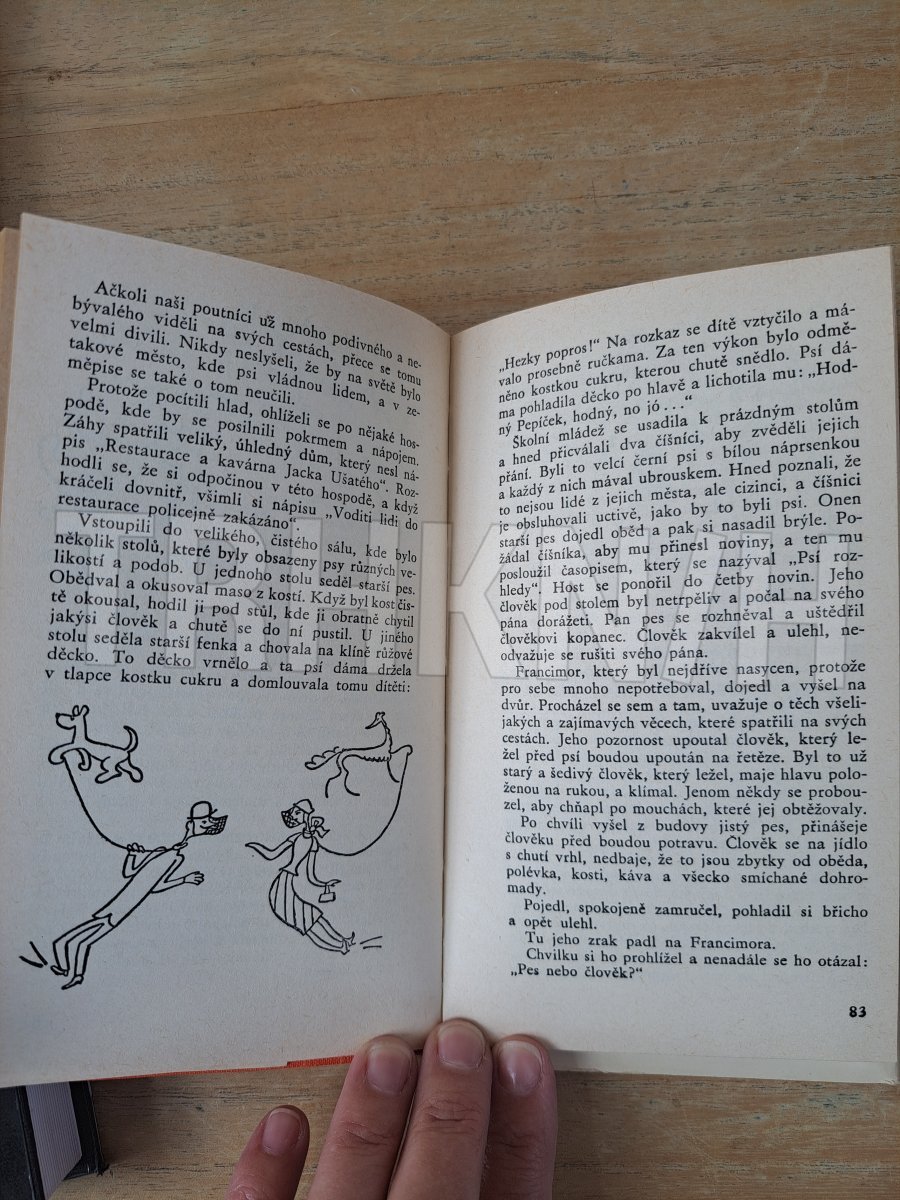 Ačkoli naši poutníci už mnoho podivného a ne-
bývalého viděli na svých cestách, přece se tomu
velmi divili. Nikdy neslyšeli, že by na světě bylo
takové město, kde psi vládnou lidem, a v ze-
měpise se také o tom neučili.
Protože pocítili hlad, ohlíželi se po nějaké hos-
podě, kde by se posilnili pokrmem a nápojem.
Záhy spatřili veliký, úhledný dům, který nesl ná-
pis „Restaurace a kavárna Jacka Ušatého“. Roz-
hodli se, že si odpočinou v této hospodě, a když
kráčeli dovnitř, všimli si nápisu „Voditi lidi do
restaurace policejně zakázáno“.
Vstoupili do velikého, čistého sálu, kde bylo
několik stolů, které byly obsazeny psy různých ve-
likostí a podob. U jednoho stolu seděl starší pes.
Obědval a okusoval maso z kostí. Když byl kost čis-
tě okousal, hodil ji pod stůl, kde ji obratně chytil
jakýsi člověk a chutě se do ní pustil. U jiného
stolu seděla starší fenka a chovala na klíně růžové
děcko. To děcko vrnělo a ta psí dáma držela
v tlapce kostku cukru a domlouvala tomu dítěti:
„Hezky popros!“ Na rozkaz se dítě vztyčilo a má-
valo prosebně ručkama. Za ten výkon bylo odmě-
něno kostkou cukru, kterou chutě snědlo. Psí dá-
ma pohladila děcko po hlavě a lichotila mu: „Hod-
ný Pepíček, hodný, no jó . . .“
Školní mládež se usadila k prázdným stolům
a hned přicválali dva číšníci, aby zvěděli jejich
přání. Byli to velcí černí psi s bílou náprsenkou
a každý z nich mával ubrouskem. Hned poznali, že
to nejsou lidé z jejich města, ale cizinci, a číšníci
je obsluhovali uctivě, jako by to byli psi. Onen
starší pes dojedl oběd a pak si nasadil brýle. Po-
žádal číšníka, aby mu přinesl noviny, a ten mu
posloužil časopisem, který se nazýval „Psí roz-
hledy“. Host se ponořil do četby novin. Jeho
člověk pod stolem byl netrpěliv a počal na svého
pána dorážeti. Pan pes se rozhněval a uštědřil
člověkovi kopanec. Člověk zakvílel a ulehl, ne-
odvažuje se rušiti svého pána.
Francimor, který byl nejdříve nasycen, protože
pro sebe mnoho nepotřeboval, dojedl a vyšel na
dvůr. Procházel se sem a tam, uvažuje o těch všeli-
jakých a zajímavých věcech, které spatřili na svých
cestách. Jeho pozornost upoutal člověk, který le-
žel před psí boudou upoután na řetěze. Byl to už
starý a šedivý člověk, který ležel, maje hlavu polo-
ženou na rukou, a klímal. Jenom někdy se probou-
zel, aby chňapl po mouchách, které jej obtěžovaly.
Po chvíli vyšel z budovy jistý pes, přinášeje
člověku před boudou potravu. Člověk se na jídlo
s chutí vrhl, nedbaje, že to jsou zbytky od oběda,
polévka, kosti, káva a všecko smíchané dohro-
mady.
Pojedl, spokojeně zamručel, pohladil si břicho
a opět ulehl.
Tu jeho zrak padl na Francimora.
Chvilku si ho prohlížel a nenadále se ho otázal:
„Pes nebo člověk?“
83
TRHKNIH